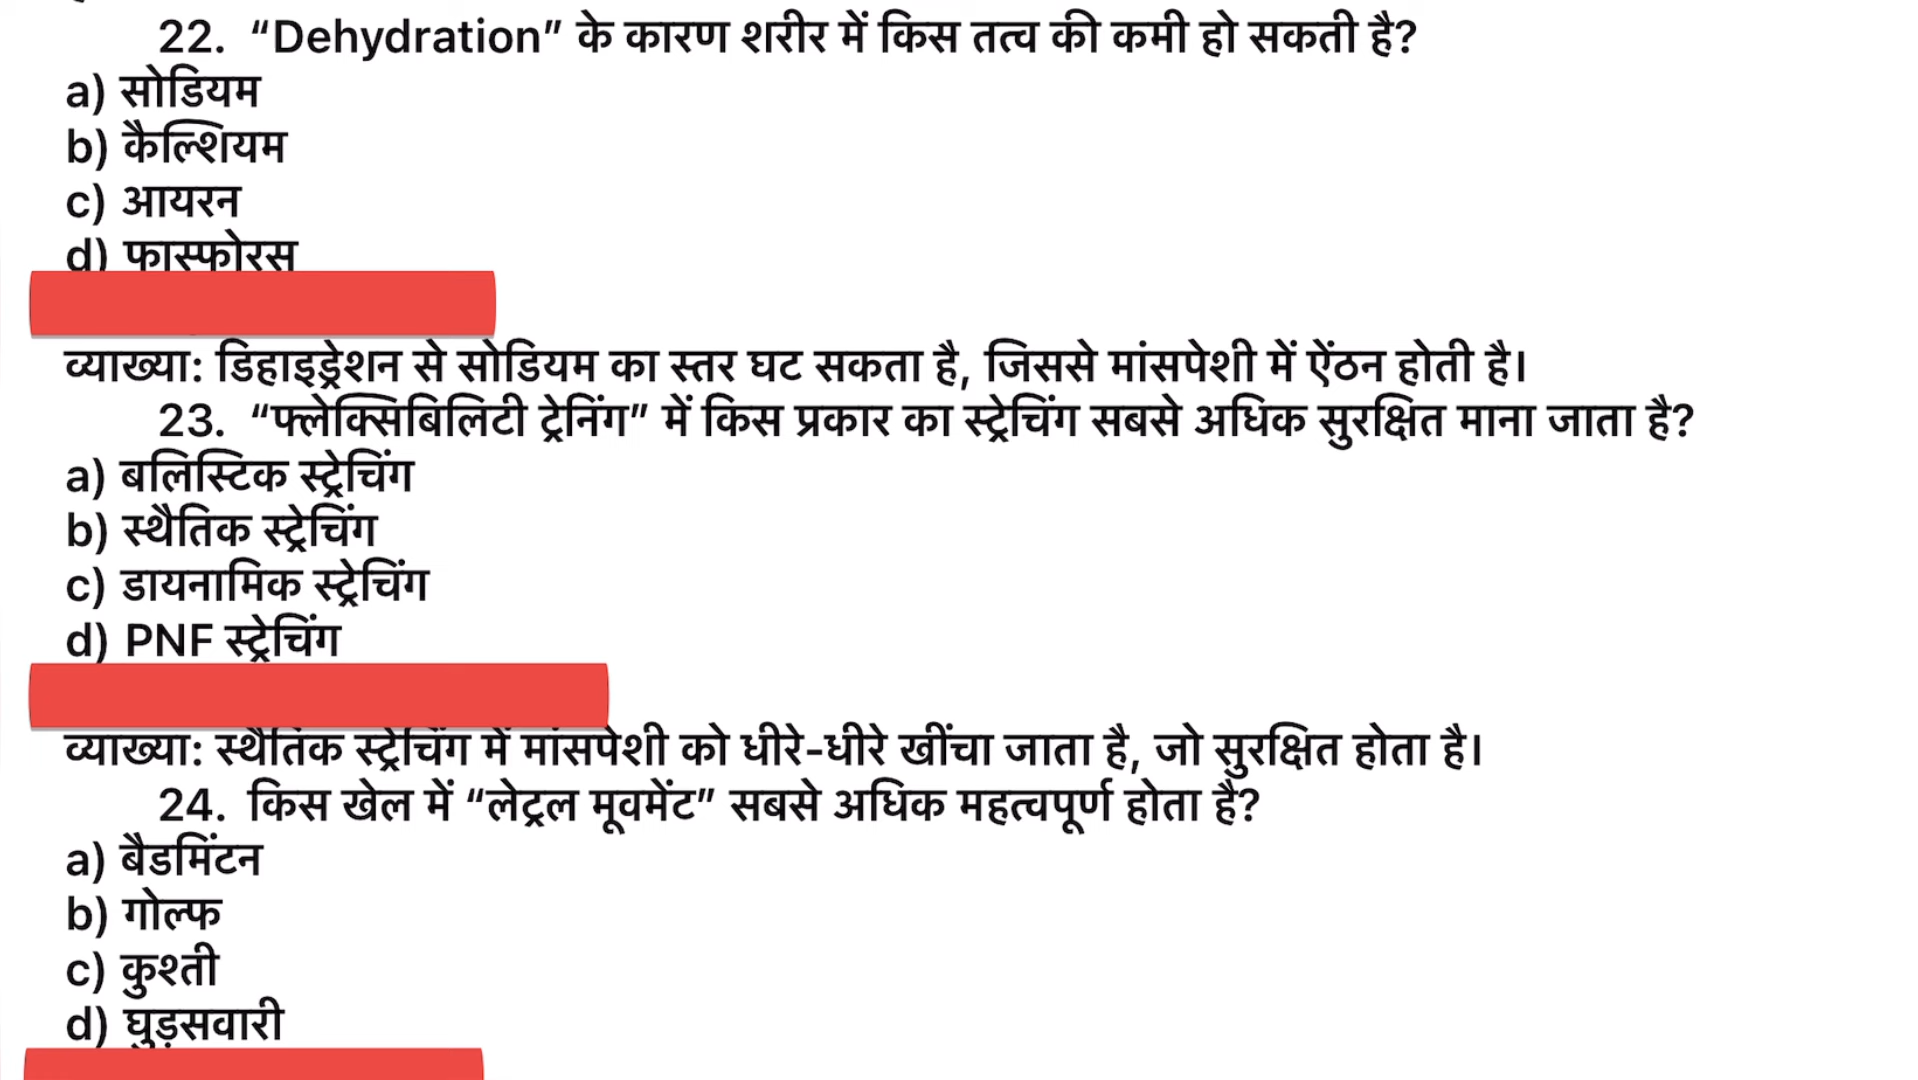 22. “Dehydration” के कारण शरीर में किस तत्व की कमी हो सकती है?
a) सोडियम
b) कैल्शियम
c) आयरन
d) फास्फोरस
व्याख्या: डिहाइड्रेशन से सोडियम का स्तर घट सकता है, जिससे मांसपेशी में ऐंठन होती है।
23. “फ्लेक्सिबिलिटी ट्रेनिंग” में किस प्रकार का स्ट्रेचिंग सबसे अधिक सुरक्षित माना जाता है?
a) बलिस्टिक स्ट्रेचिंग
b) स्थैतिक स्ट्रेचिंग
c) डायनामिक स्ट्रेचिंग
d) PNF स्ट्रेचिंग
व्याख्या: स्थैतिक स्ट्रेचिंग में मांसपेशी को धीरे-धीरे खींचा जाता है, जो सुरक्षित होता है।
24. किस खेल में “लेट्रल मूवमेंट” सबसे अधिक महत्वपूर्ण होता है?
a) बैडमिंटन
b) गोल्फ
c) कुश्ती
d) घुड़सवारी